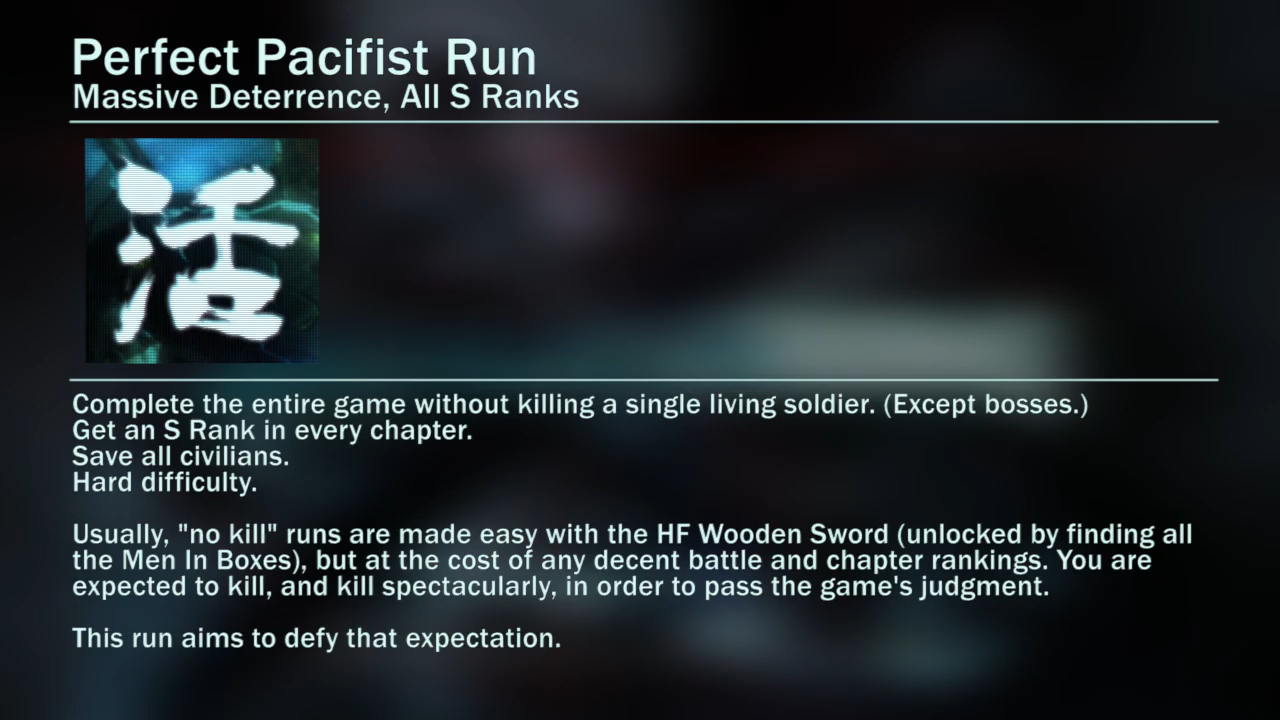 Perfect Pacifist Run
Massive Deterrence, All S Ranks
活
Complete the entire game without killing a single living soldier. (Except bosses.)
Get an S Rank in every chapter.
Save all civilians.
Hard difficulty.
Usually, "no kill" runs are made easy with the HF Wooden Sword (unlocked by finding all
the Men In Boxes), but at the cost of any decent battle and chapter rankings. You are
expected to kill, and kill spectacularly, in order to pass the game's judgment.
This run aims to defy that expectation.